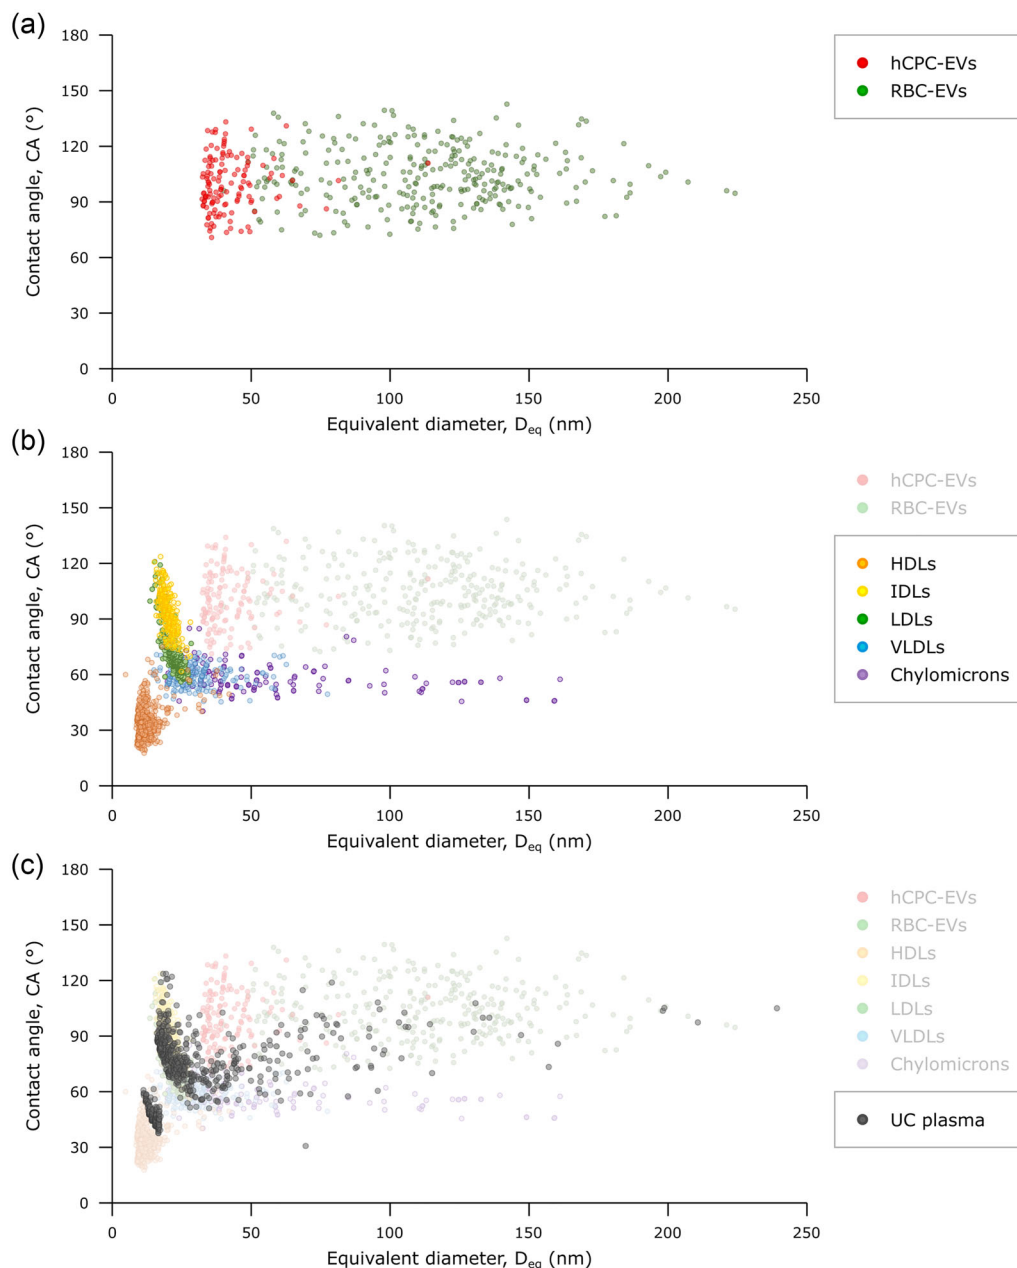 (a)
180
150
120
90
60
30
0
Contact angle, CA (°)
0 50 100 150 200 250
Equivalent diameter, Deq (nm)
hCPC-EVs
RBC-EVs
(b)
180
150
120
90
60
30
0
Contact angle, CA (°)
0 50 100 150 200 250
Equivalent diameter, Deq (nm)
hCPC-EVs
RBC-EVs
HDLs
IDLs
LDLs
VLDLs
Chylomicrons
(c)
180
150
120
90
60
30
0
Contact angle, CA (°)
0 50 100 150 200 250
Equivalent diameter, Deq (nm)
hCPC-EVs
RBC-EVs
HDLs
IDLs
LDLs
VLDLs
Chylomicrons
UC plasma